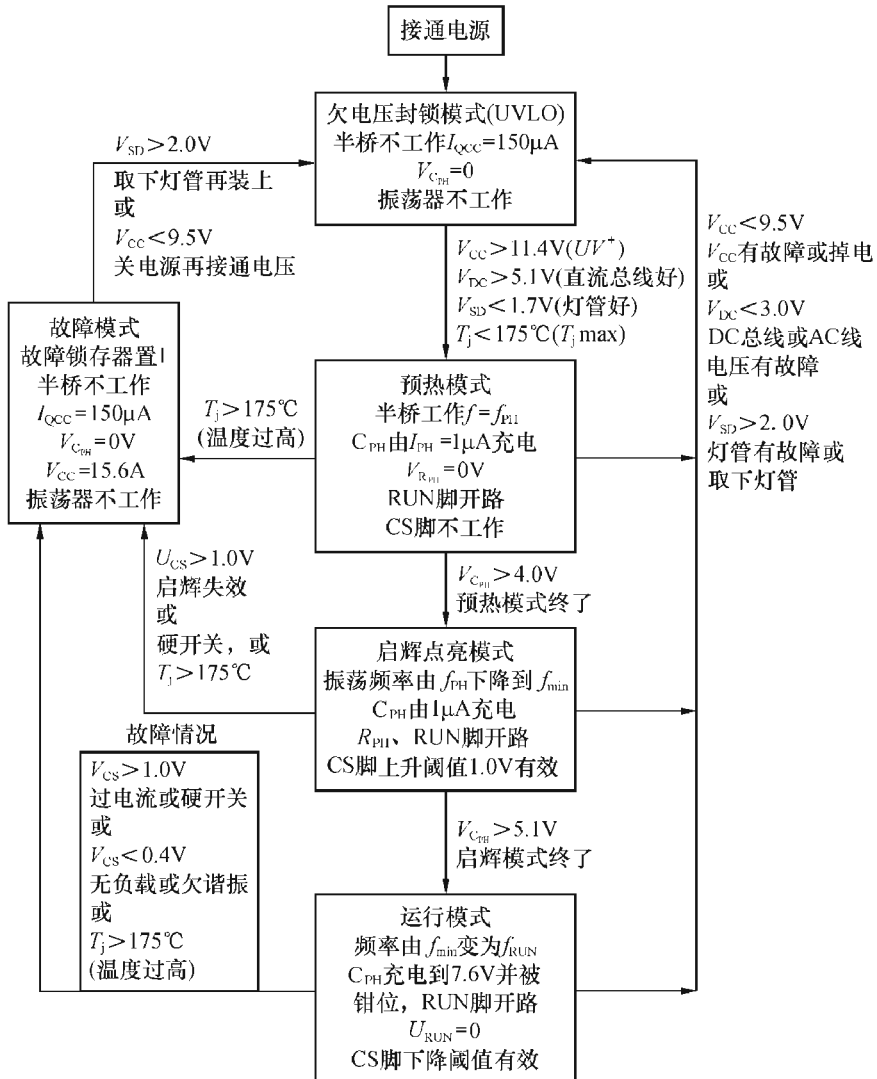 接通电源
欠电压封锁模式(UVLO)
半桥不工作I_QCC=150μA
V_C_PH=0
振荡器不工作
V_SD>2.0V
取下灯管再装上
或
V_CC<9.5V
关电源再接通电压
V_CC>11.4V(UV⁺)
V_DC>5.1V(直流总线好)
V_SD<1.7V(灯管好)
T_j<175℃(T_j max)
V_CC<9.5V
V_CC有故障或掉电
或
V_DC<3.0V
DC总线或AC线
电压有故障
或
V_SD>2.0V
灯管有故障或
取下灯管
故障模式
故障锁存器置1
半桥不工作
I_QCC=150μA
V_C_PH=0V
V_CC=15.6A
振荡器不工作
T_j>175℃
(温度过高)
预热模式
半桥工作f=f_PH
C_PH由I_PH=1μA充电
V_R_PH=0V
RUN脚开路
CS脚不工作
U_CS>1.0V
启辉失效
或
硬开关，或
T_j>175℃
V_C_PH>4.0V
预热模式终了
启辉点亮模式
振荡频率由f_PH下降到f_min
C_PH由1μA充电
R_PH、RUN脚开路
CS脚上升阈值1.0V有效
故障情况
V_CS>1.0V
过电流或硬开关
或
V_CS<0.4V
无负载或欠谐振
或
T_j>175℃
(温度过高)
V_C_PH>5.1V
启辉模式终了
运行模式
频率由f_min变为f_RUN
C_PH充电到7.6V并被
钳位，RUN脚开路
U_RUN=0
CS脚下降阈值有效